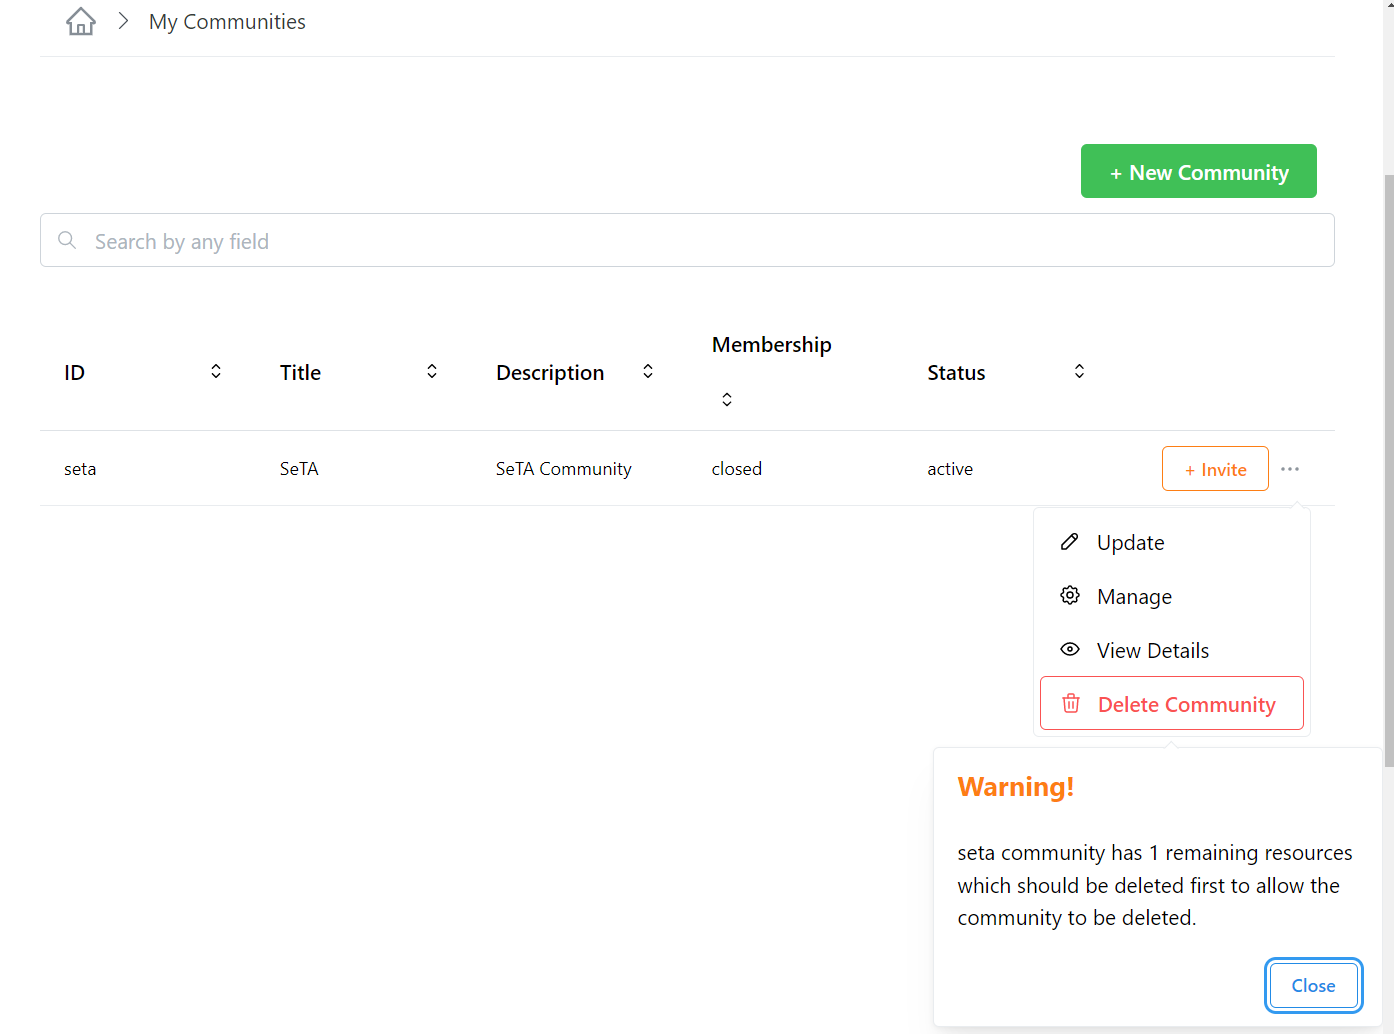 My Communities
+ New Community
Search by any field
ID Title Description Membership Status
seta SeTA SeTA Community closed active + Invite
Update
Manage
View Details
Delete Community
Warning!
seta community has 1 remaining resources
which should be deleted first to allow the
community to be deleted.
Close